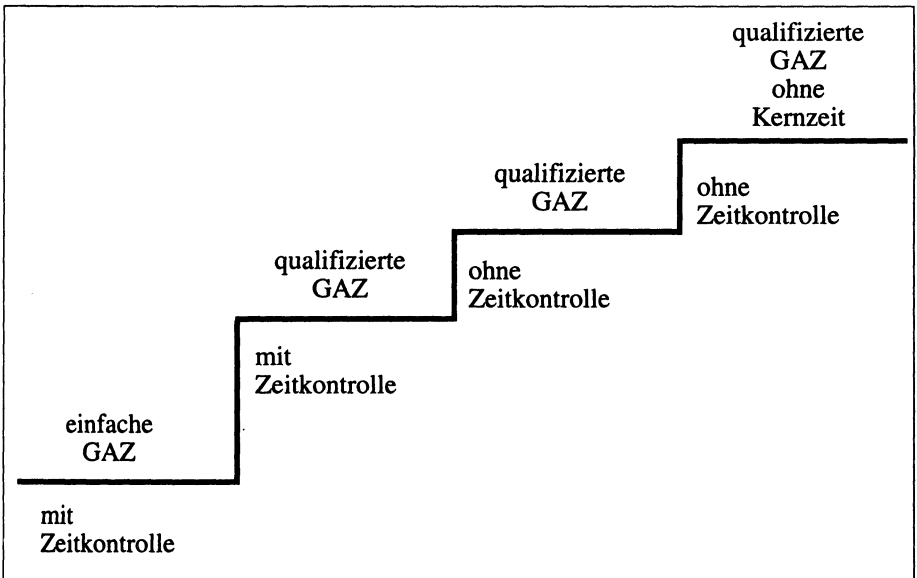 qualifizierte
GAZ
ohne
Kernzeit
qualifizierte
GAZ
ohne
Zeitkontrolle
qualifizierte
GAZ
ohne
Zeitkontrolle
mit
Zeitkontrolle
einfache
GAZ
mit
Zeitkontrolle